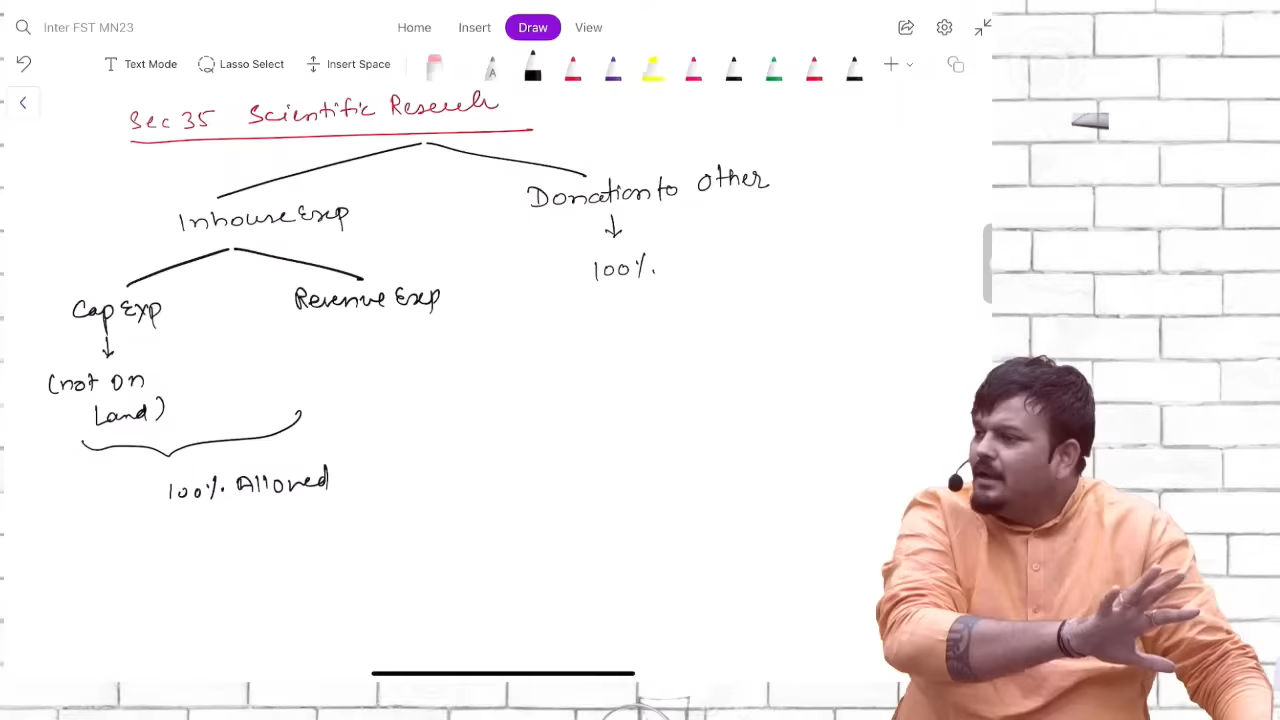 Inter FST MN23
Home Insert Draw View
Text Mode Lasso Select Insert Space
A
Sec 35 Scientific Reserch
Donation to Other
Inhouse Exp
100%.
Revenue Exp
Cap Exp
(not on
Land)
100%. Allowed